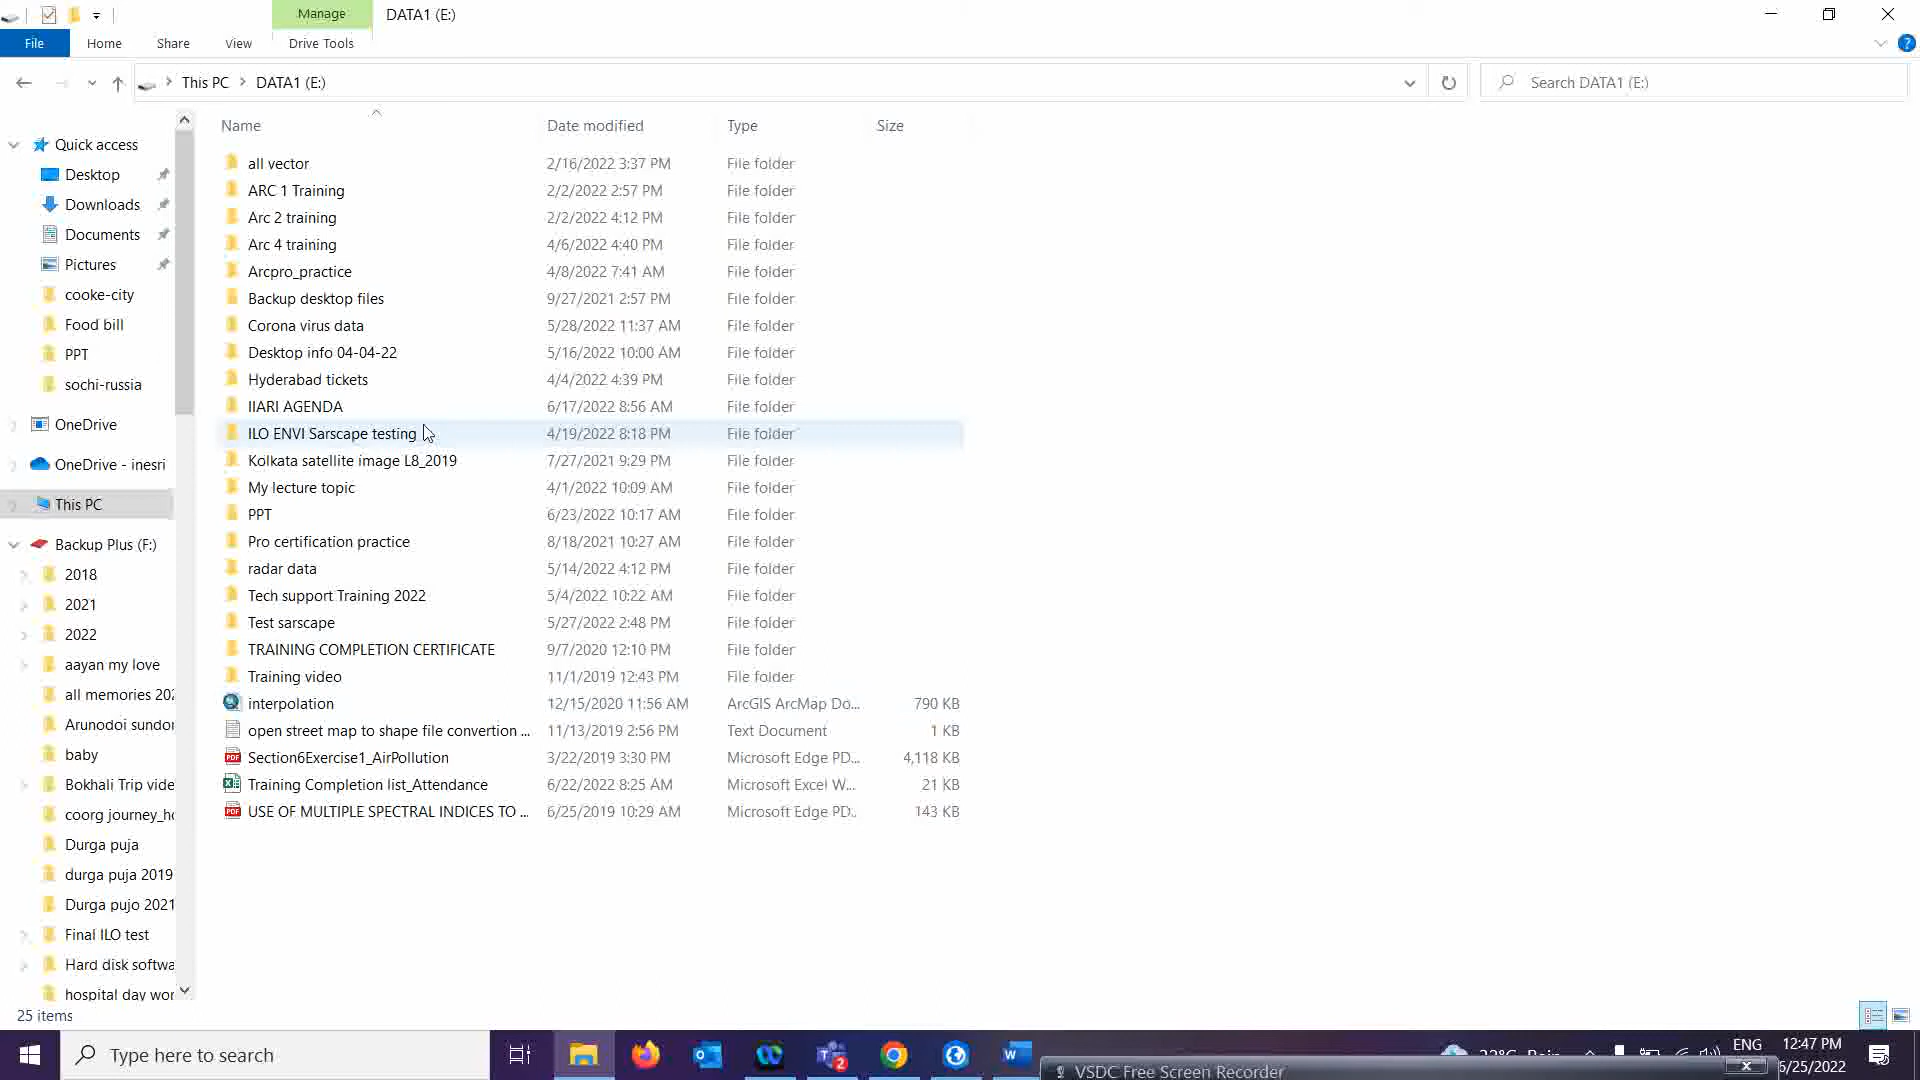 Manage
DATA1 (E:)
File
Home
Share
View
Drive Tools
This PC
DATA1 (E:)
Search DATA1 (E:)
Name
Date modified
Type
Size
Quick access
Desktop
Downloads
Documents
Pictures
cooke-city
Food bill
PPT
sochi-russia
OneDrive
OneDrive - inesri
This PC
Backup Plus (F:)
2018
2021
2022
aayan my love
all memories 202
Arunodoi sundor
baby
Bokhali Trip vide
coorg journey_ho
Durga puja
durga puja 2019
Durga pujo 2021
Final ILO test
Hard disk softwa
hospital day wor
all vector 2/16/2022 3:37 PM File folder
ARC 1 Training 2/2/2022 2:57 PM File folder
Arc 2 training 2/2/2022 4:12 PM File folder
Arc 4 training 4/6/2022 4:40 PM File folder
Arcpro_practice 4/8/2022 7:41 AM File folder
Backup desktop files 9/27/2021 2:57 PM File folder
Corona virus data 5/28/2022 11:37 AM File folder
Desktop info 04-04-22 5/16/2022 10:00 AM File folder
Hyderabad tickets 4/4/2022 4:39 PM File folder
IIARI AGENDA 6/17/2022 8:56 AM File folder
ILO ENVI Sarscape testing 4/19/2022 8:18 PM File folder
Kolkata satellite image L8_2019 7/27/2021 9:29 PM File folder
My lecture topic 4/1/2022 10:09 AM File folder
PPT 6/23/2022 10:17 AM File folder
Pro certification practice 8/18/2021 10:27 AM File folder
radar data 5/14/2022 4:12 PM File folder
Tech support Training 2022 5/4/2022 10:22 AM File folder
Test sarscape 5/27/2022 2:48 PM File folder
TRAINING COMPLETION CERTIFICATE 9/7/2020 12:10 PM File folder
Training video 11/1/2019 12:43 PM File folder
interpolation 12/15/2020 11:56 AM ArcGIS ArcMap Do... 790 KB
open street map to shape file convertion ... 11/13/2019 2:56 PM Text Document 1 KB
Section6Exercise1_AirPollution 3/22/2019 3:30 PM Microsoft Edge PD... 4,118 KB
Training Completion list_Attendance 6/22/2022 8:25 AM Microsoft Excel W... 21 KB
USE OF MULTIPLE SPECTRAL INDICES TO ... 6/25/2019 10:29 AM Microsoft Edge PD... 143 KB
25 items
Type here to search
ENG
12:47 PM
6/25/2022
VSDC Free Screen Recorder